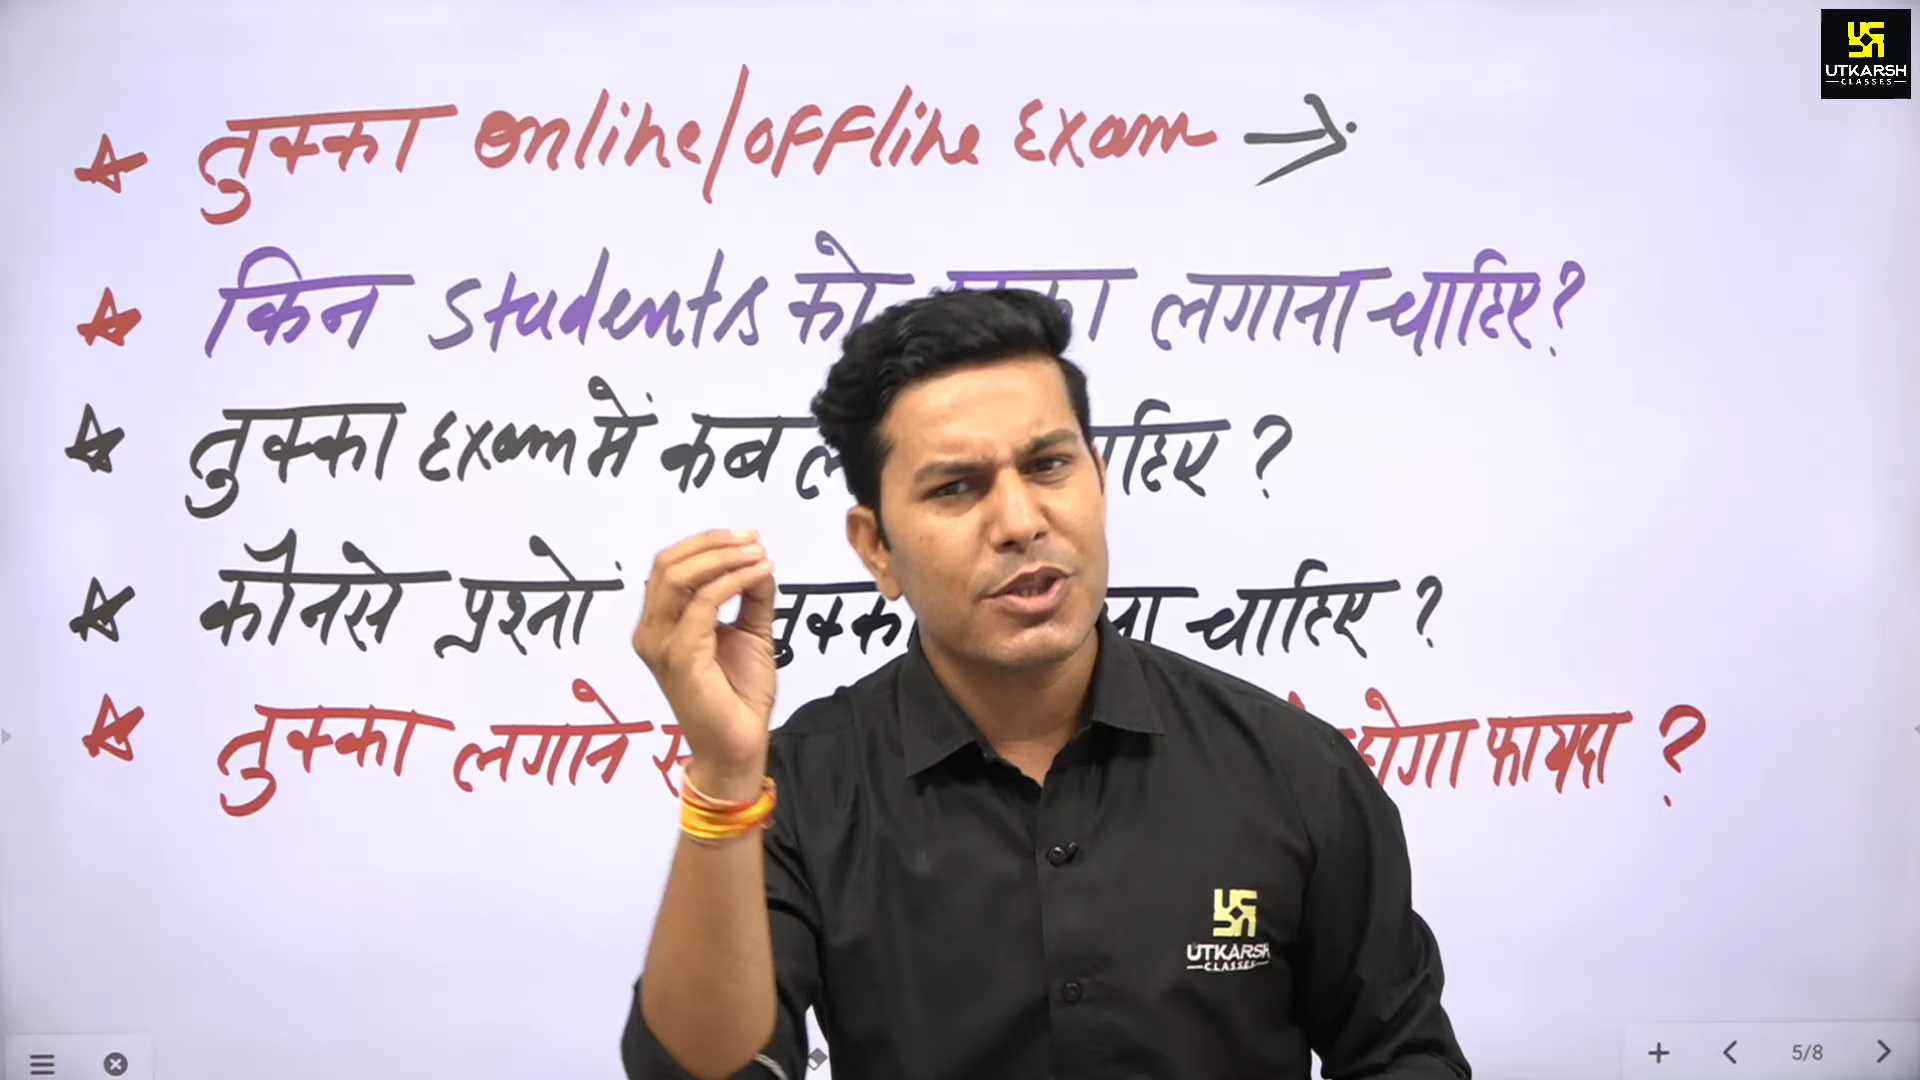 UTKARSH
CLASSES
तुक्का online/offline Exam →
किन students को लगाना चाहिए?
तुक्का Exam में कब चाहिए ?
कौनसे प्रश्नों तुक्का चाहिए ?
तुक्का लगाने होगा फायदा ?
UTKARSH
CLASSES
5/8